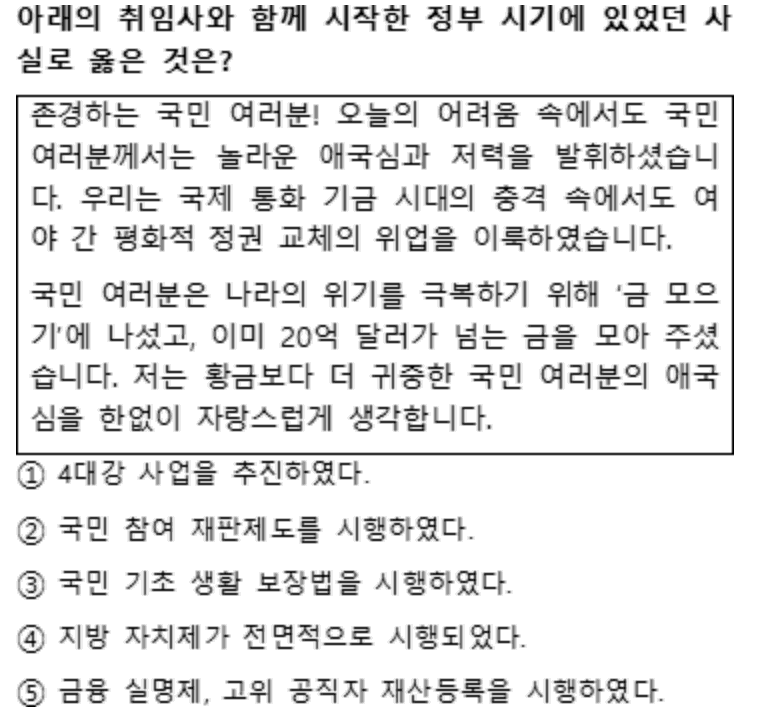 아래의 취임사와 함께 시작한 정부 시기에 있었던 사
실로 옳은 것은?
존경하는 국민 여러분! 오늘의 어려움 속에서도 국민
여러분께서는 놀라운 애국심과 저력을 발휘하셨습니
다. 우리는 국제 통화 기금 시대의 충격 속에서도 여
야 간 평화적 정권 교체의 위업을 이룩하였습니다.
국민 여러분은 나라의 위기를 극복하기 위해 ‘금 모으
기’에 나섰고, 이미 20억 달러가 넘는 금을 모아 주셨
습니다. 저는 황금보다 더 귀중한 국민 여러분의 애국
심을 한없이 자랑스럽게 생각합니다.
① 4대강 사업을 추진하였다.
② 국민 참여 재판제도를 시행하였다.
③ 국민 기초 생활 보장법을 시행하였다.
④ 지방 자치제가 전면적으로 시행되었다.
⑤ 금융 실명제, 고위 공직자 재산등록을 시행하였다.